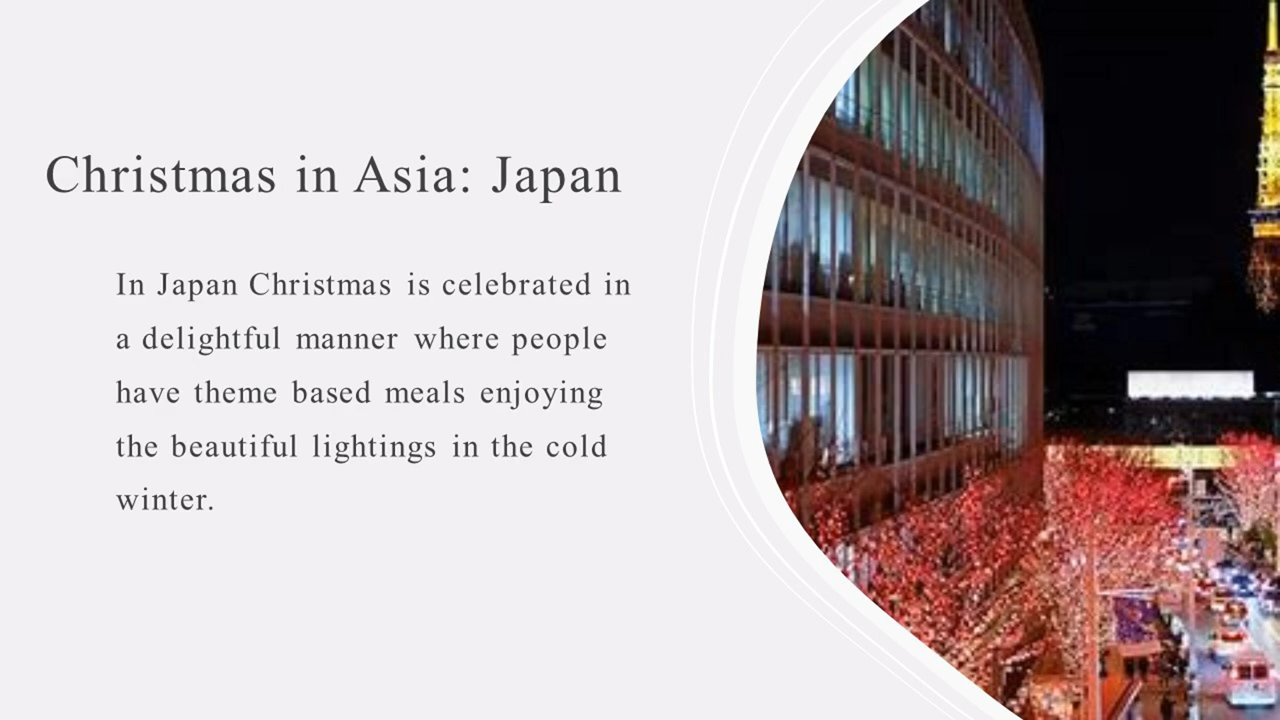 Christmas in Asia: Japan
In Japan Christmas is celebrated in
a delightful manner where people
have theme based meals enjoying
the beautiful lightings in the cold
winter.